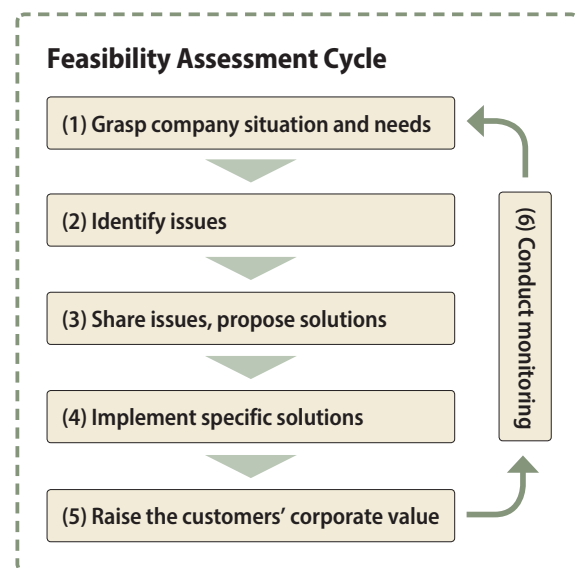 Feasibility Assessment Cycle
(1) Grasp company situation and needs
(2) Identify issues
(3) Share issues, propose solutions
(4) Implement specific solutions
(5) Raise the customers’ corporate value
(6) Conduct monitoring